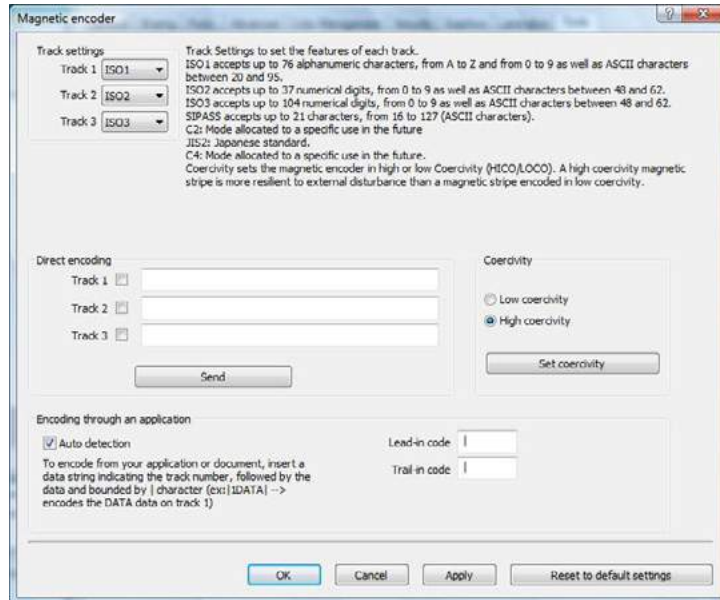 Magnetic encoder
Track settings
Track 1 ISO1
Track 2 ISO2
Track 3 ISO3
Track Settings to set the features of each track.
ISO1 accepts up to 76 alphanumeric characters, from A to Z and from 0 to 9 as well as ASCII characters
between 20 and 95.
ISO2 accepts up to 37 numerical digits, from 0 to 9 as well as ASCII characters between 48 and 62.
ISO3 accepts up to 104 numerical digits, from 0 to 9 as well as ASCII characters between 48 and 62.
SIPASS accepts up to 21 characters, from 16 to 127 (ASCII characters).
C2: Mode allocated to a specific use in the future
JIS2: Japanese standard.
C4: Mode allocated to a specific use in the future.
Coercivity sets the magnetic encoder in high or low Coercivity (HICO/LOCO). A high coercivity magnetic
stripe is more resilient to external disturbance than a magnetic stripe encoded in low coercivity.
Direct encoding
Track 1
Track 2
Track 3
Send
Coercivity
Low coercivity
High coercivity
Set coercivity
Encoding through an application
Auto detection
To encode from your application or document, insert a
data string indicating the track number, followed by the
data and bounded by | character (ex:|1DATA| -->
encodes the DATA data on track 1)
Lead-in code |
Trail-in code |
OK
Cancel
Apply
Reset to default settings